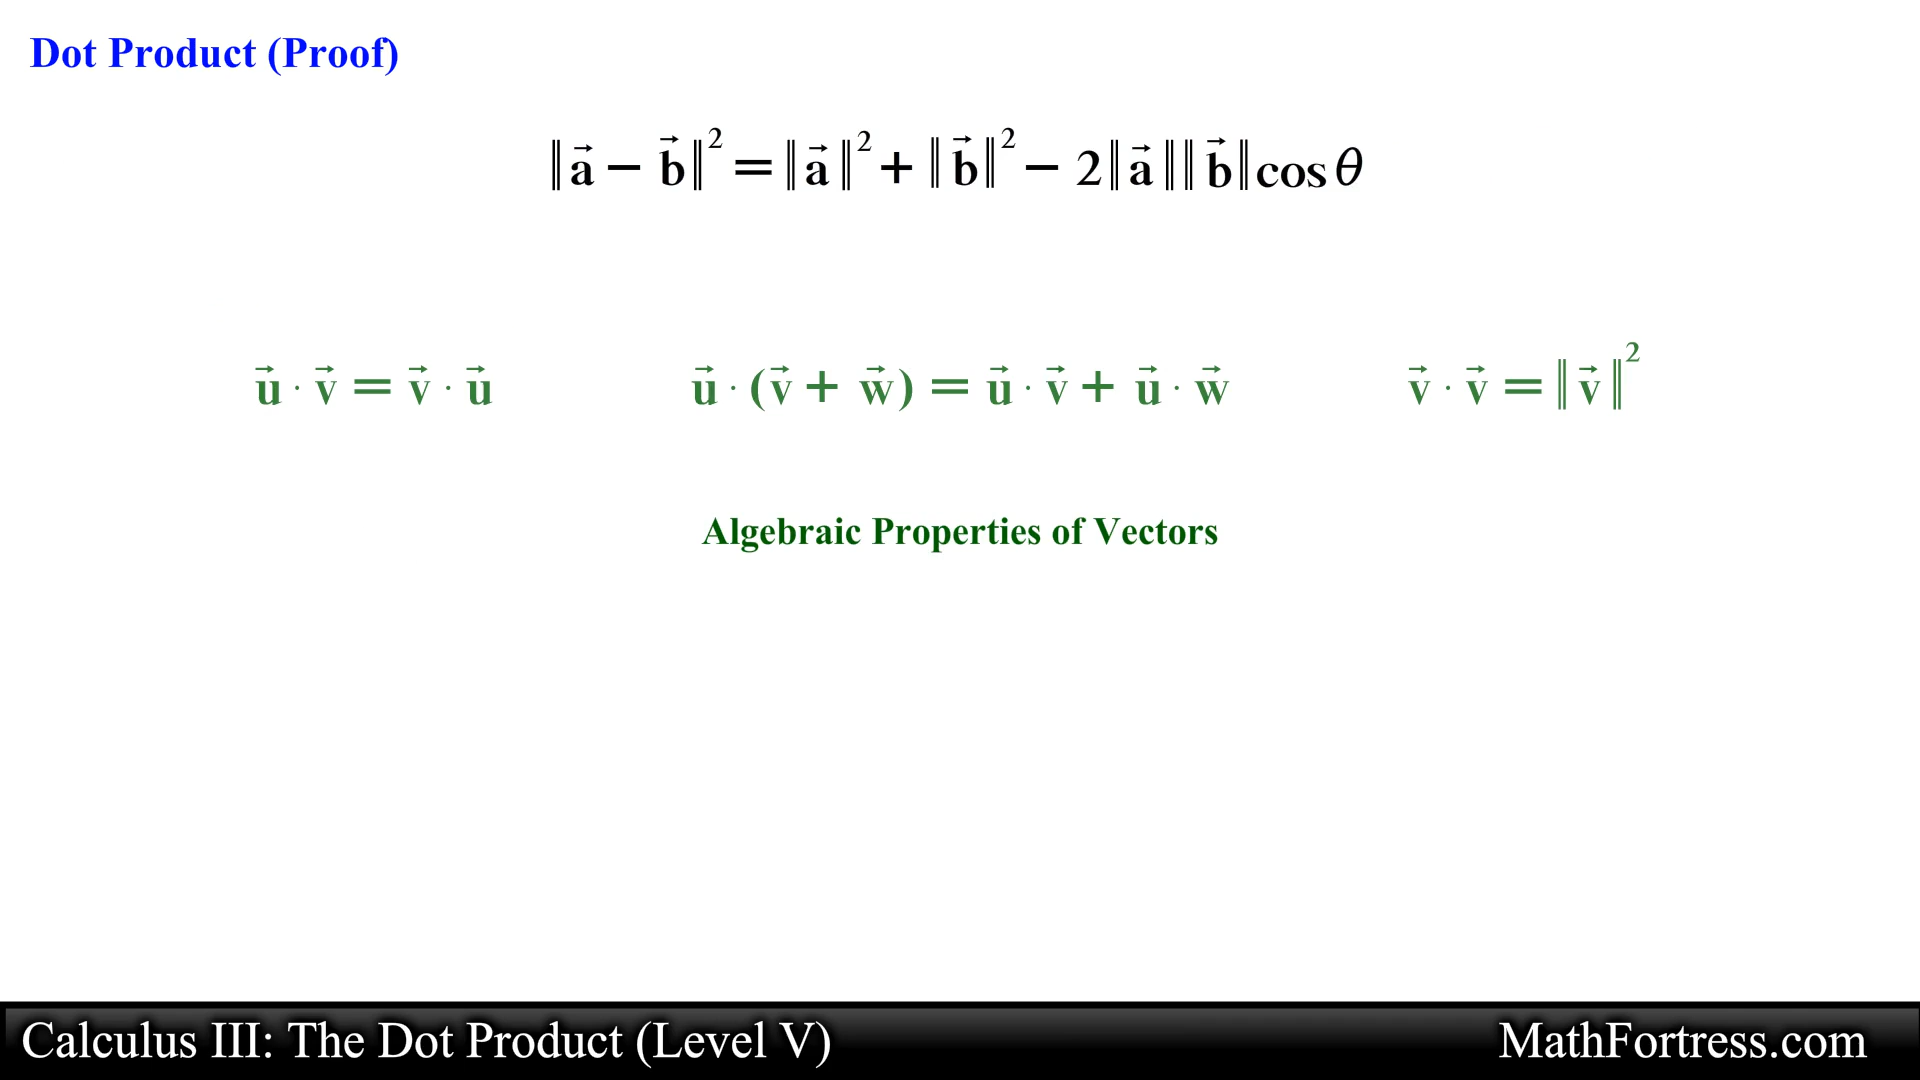 Dot Product (Proof)
‖a⃗ − b⃗‖² = ‖a⃗‖² + ‖b⃗‖² − 2‖a⃗‖‖b⃗‖cos θ
u⃗ · v⃗ = v⃗ · u⃗
u⃗ · (v⃗ + w⃗) = u⃗ · v⃗ + u⃗ · w⃗
v⃗ · v⃗ = ‖v⃗‖²
Algebraic Properties of Vectors
Calculus III: The Dot Product (Level V)
MathFortress.com